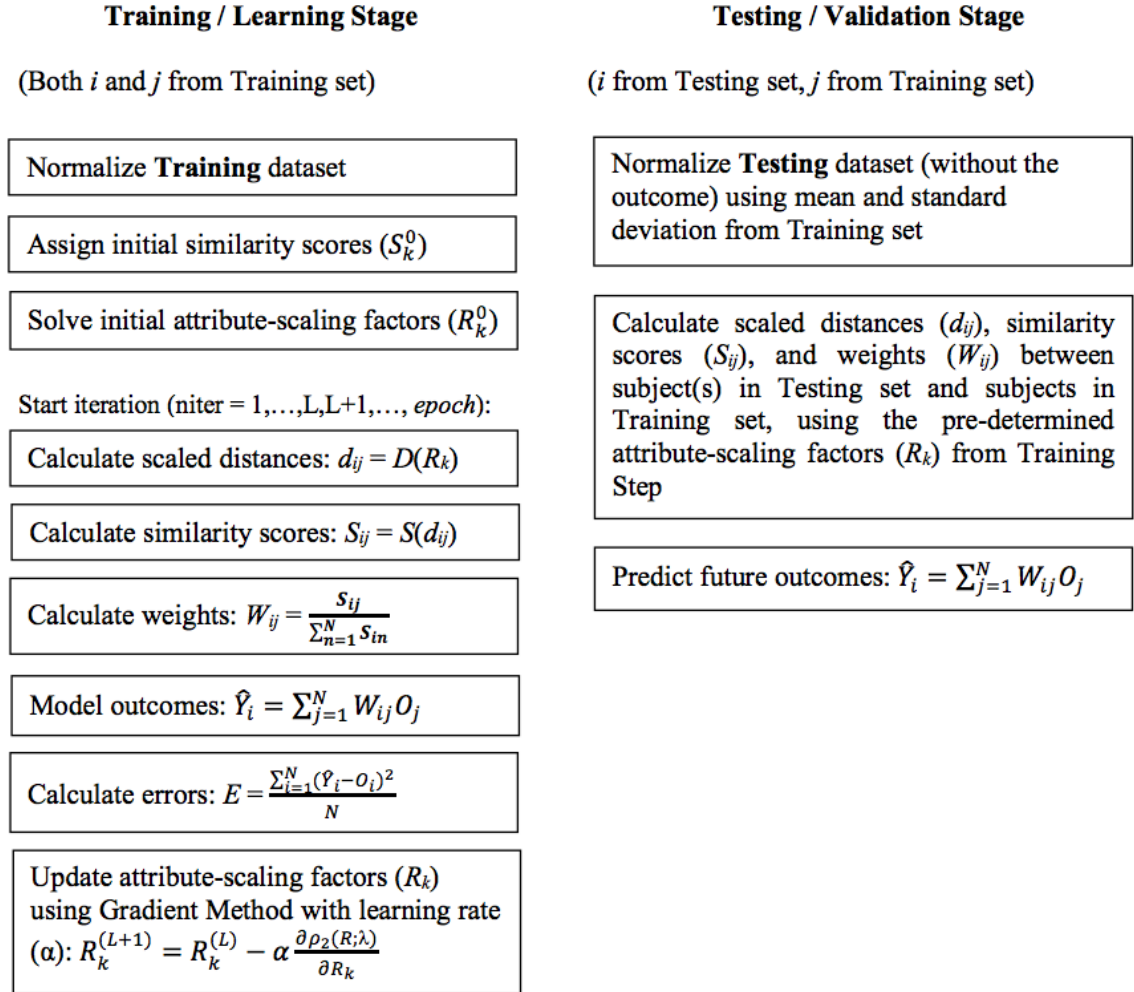 Training / Learning Stage
(Both i and j from Training set)
Normalize Training dataset
Assign initial similarity scores (S_k^0)
Solve initial attribute-scaling factors (R_k^0)
Start iteration (niter = 1,…,L,L+1,…, epoch):
Calculate scaled distances: d_ij = D(R_k)
Calculate similarity scores: S_ij = S(d_ij)
Calculate weights: W_ij = S_ij / ∑_{n=1}^N S_in
Model outcomes: Ŷ_i = ∑_{j=1}^N W_ij O_j
Calculate errors: E = ∑_{i=1}^N (Ŷ_i − O_i)^2 / N
Update attribute-scaling factors (R_k)
using Gradient Method with learning rate
(α): R_k^(L+1) = R_k^(L) − α ∂ρ_2(R;λ) / ∂R_k
Testing / Validation Stage
(i from Testing set, j from Training set)
Normalize Testing dataset (without the
outcome) using mean and standard
deviation from Training set
Calculate scaled distances (d_ij), similarity
scores (S_ij), and weights (W_ij) between
subject(s) in Testing set and subjects in
Training set, using the pre-determined
attribute-scaling factors (R_k) from Training
Step
Predict future outcomes: Ŷ_i = ∑_{j=1}^N W_ij O_j